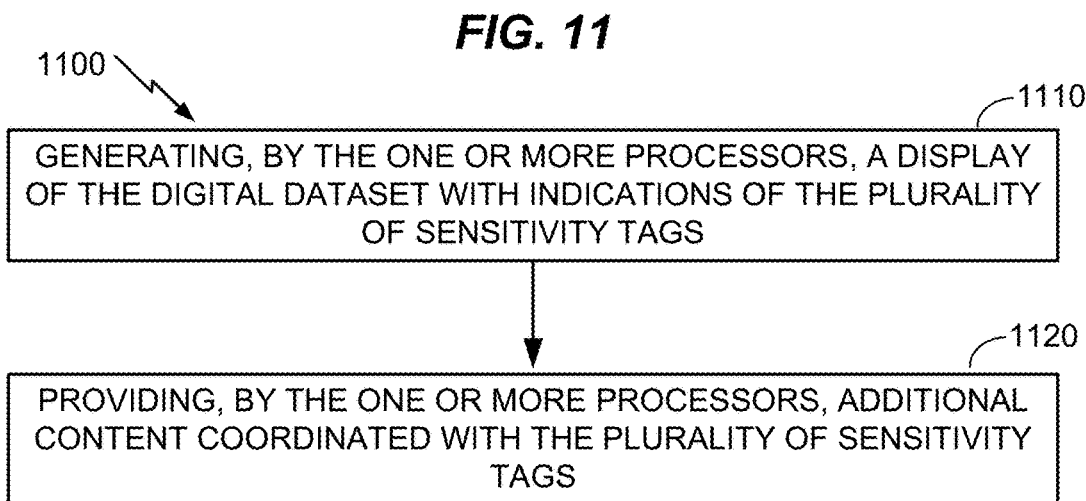 FIG. 11
1100
1110
GENERATING, BY THE ONE OR MORE PROCESSORS, A DISPLAY
OF THE DIGITAL DATASET WITH INDICATIONS OF THE PLURALITY
OF SENSITIVITY TAGS
1120
PROVIDING, BY THE ONE OR MORE PROCESSORS, ADDITIONAL
CONTENT COORDINATED WITH THE PLURALITY OF SENSITIVITY
TAGS